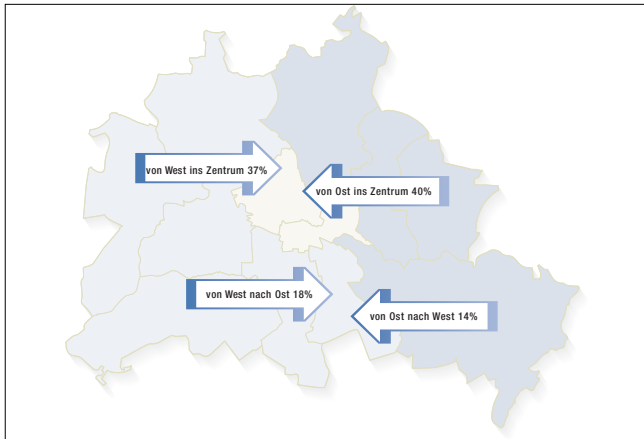 von West ins Zentrum 37%
von Ost ins Zentrum 40%
von West nach Ost 18%
von Ost nach West 14%